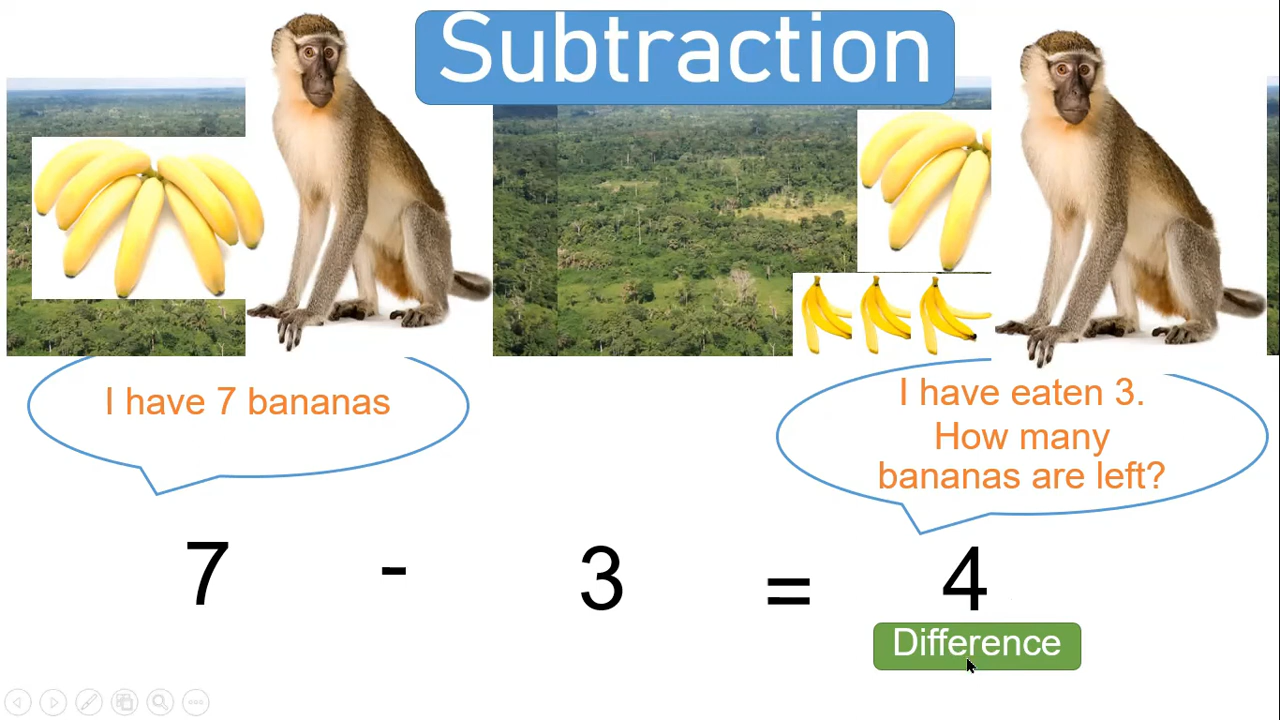 Subtraction
I have 7 bananas
I have eaten 3.
How many
bananas are left?
7 - 3 = 4
Difference